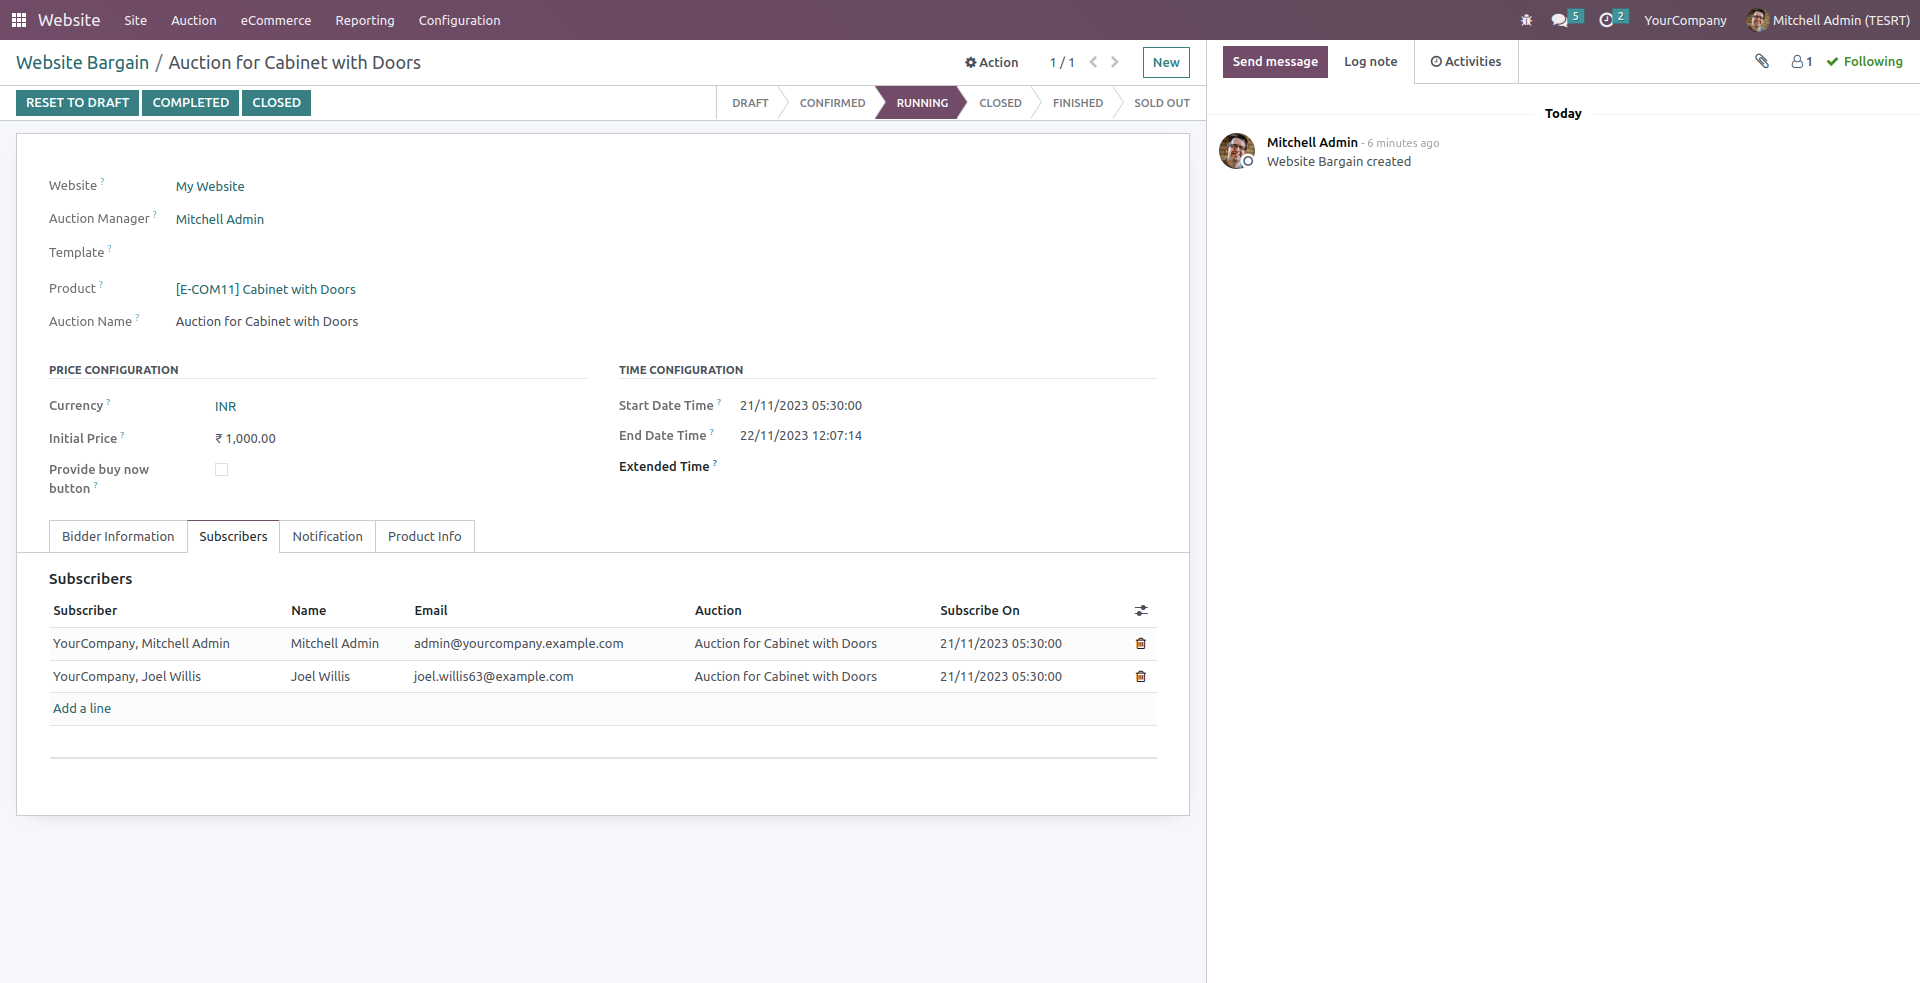 Website Site Auction eCommerce Reporting Configuration 5 2 YourCompany Mitchell Admin (TESRT)
Website Bargain / Auction for Cabinet with Doors Action 1 / 1 New
RESET TO DRAFT COMPLETED CLOSED DRAFT CONFIRMED RUNNING CLOSED FINISHED SOLD OUT
Website ? My Website
Auction Manager ? Mitchell Admin
Template ?
Product ? [E-COM11] Cabinet with Doors
Auction Name ? Auction for Cabinet with Doors
PRICE CONFIGURATION
Currency ? INR
Initial Price ? ₹ 1,000.00
Provide buy now
button ?
TIME CONFIGURATION
Start Date Time ? 21/11/2023 05:30:00
End Date Time ? 22/11/2023 12:07:14
Extended Time ?
Bidder Information Subscribers Notification Product Info
Subscribers
Subscriber Name Email Auction Subscribe On
YourCompany, Mitchell Admin Mitchell Admin admin@yourcompany.example.com Auction for Cabinet with Doors 21/11/2023 05:30:00
YourCompany, Joel Willis Joel Willis joel.willis63@example.com Auction for Cabinet with Doors 21/11/2023 05:30:00
Add a line
Send message Log note Activities 1 Following
Today
Mitchell Admin - 6 minutes ago
Website Bargain created